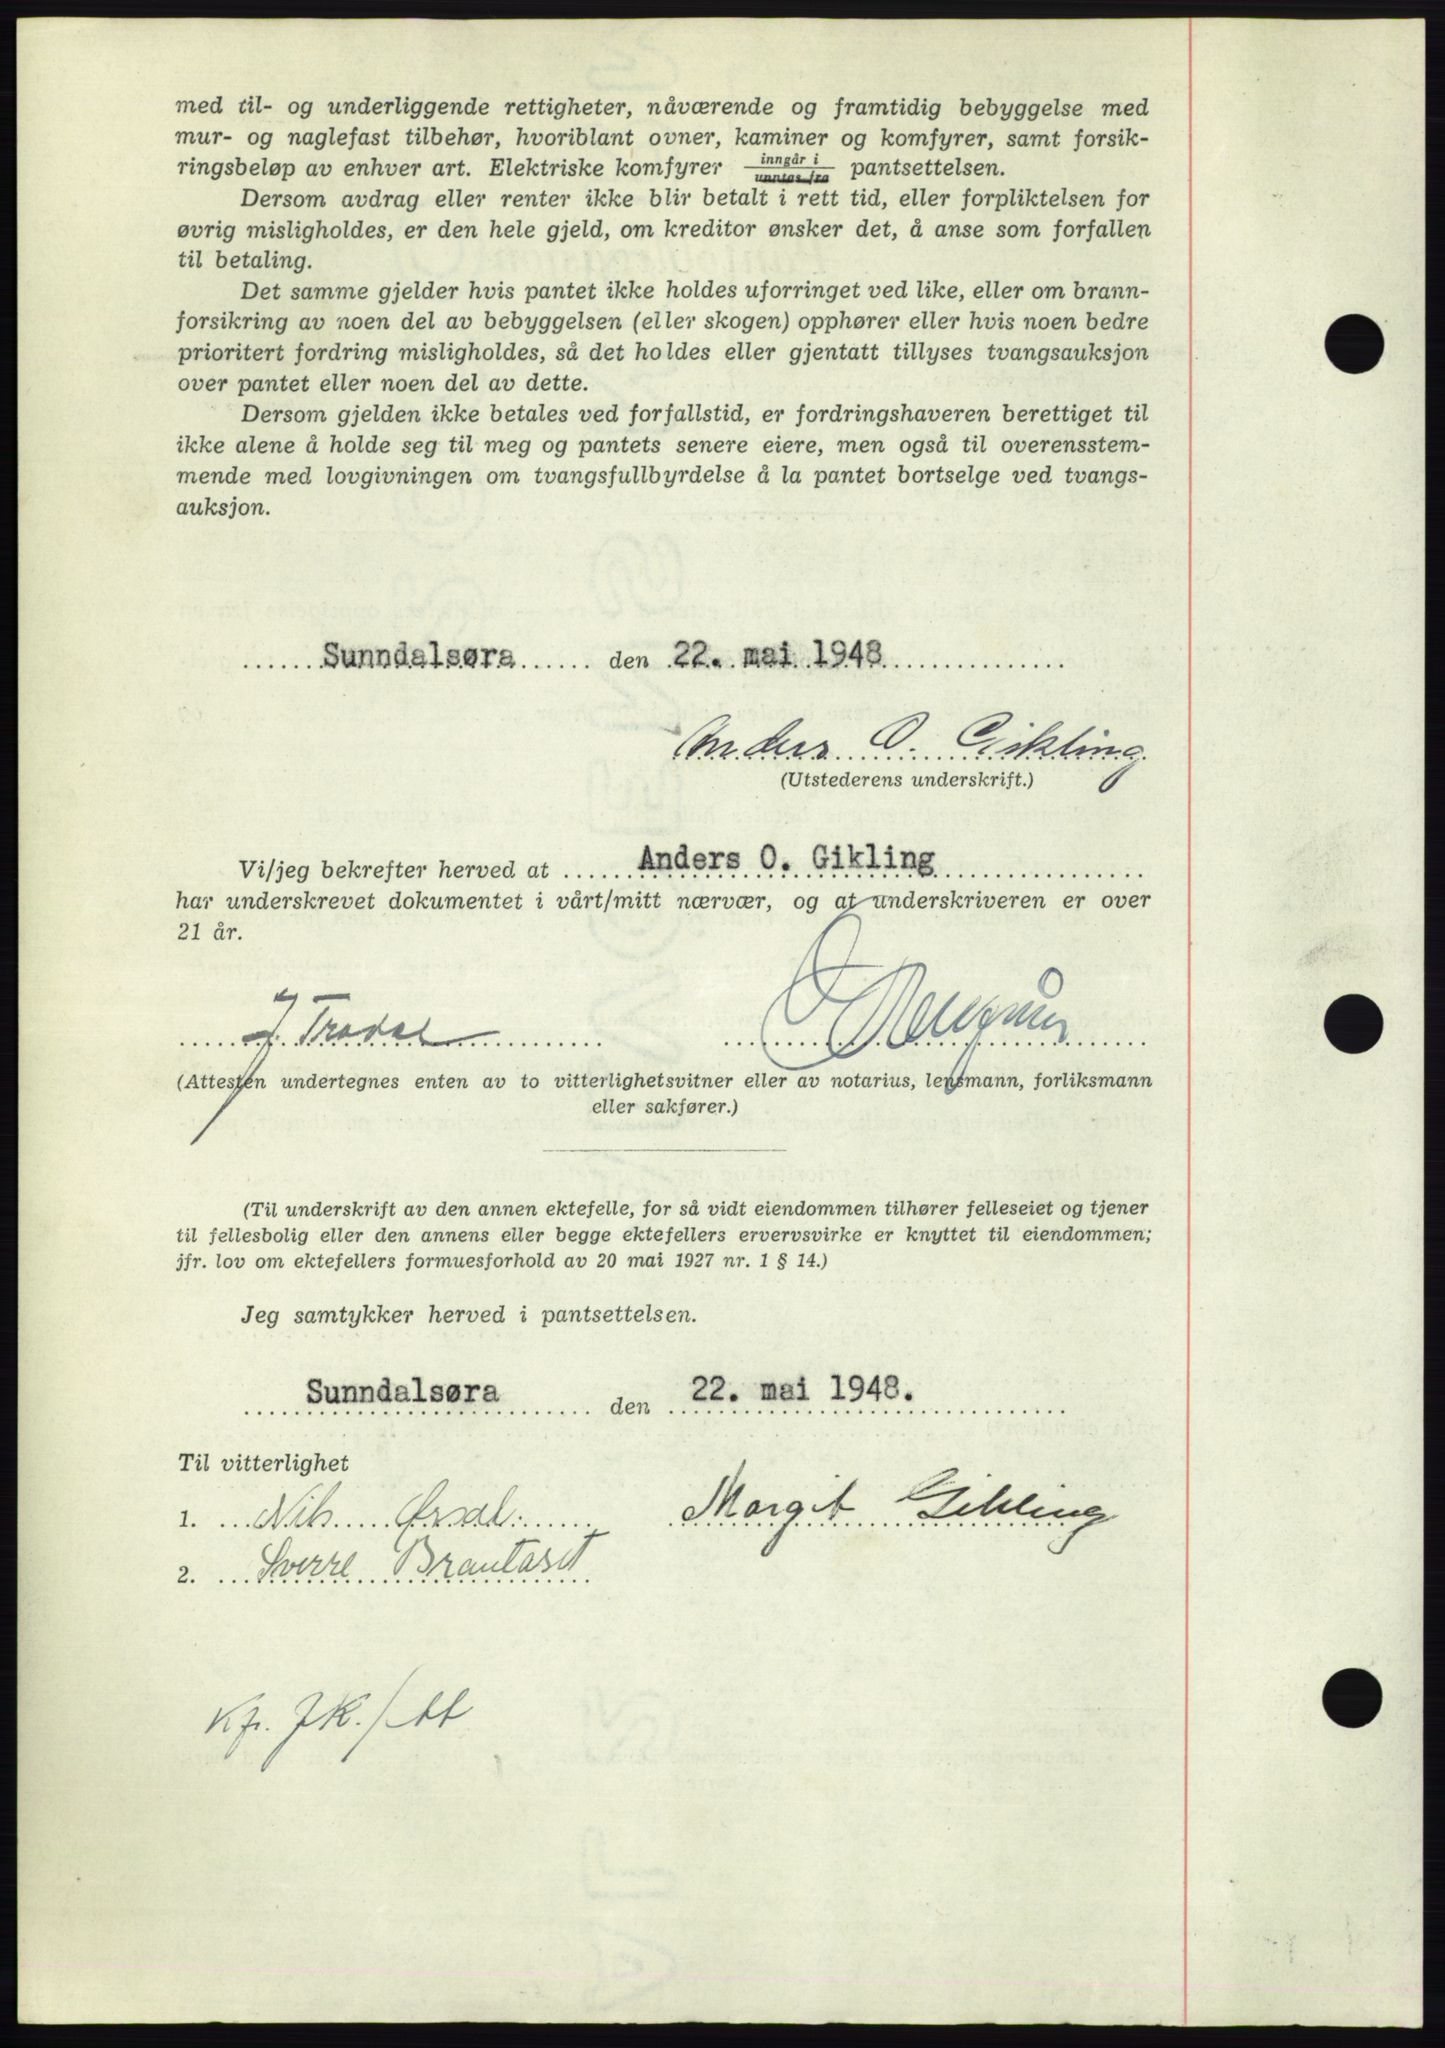 med til- og underliggende rettigheter, nåværende og framtidig bebyggelse med
mur- og naglefast tilbehør, hvoriblant ovner, kaminer og komfyrer, samt forsik-
ringsbeløp av enhver art. Elektriske komfyrer inngår i / unntas fra pantsettelsen.
Dersom avdrag eller renter ikke blir betalt i rett tid, eller forpliktelsen for
øvrig misligholdes, er den hele gjeld, om kreditor ønsker det, å anse som forfallen
til betaling.
Det samme gjelder hvis pantet ikke holdes uforringet ved like, eller om brann-
forsikring av noen del av bebyggelsen (eller skogen) opphører eller hvis noen bedre
prioritert fordring misligholdes, så det holdes eller gjentatt tillyses tvangsauksjon
over pantet eller noen del av dette.
Dersom gjelden ikke betales ved forfallstid, er fordringshaveren berettiget til
ikke alene å holde seg til meg og pantets senere eiere, men også til overensstem-
mende med lovgivningen om tvangsfullbyrdelse å la pantet bortselge ved tvangs-
auksjon.
Sunndalsøra den 22. mai 1948
Anders O. Gikling
(Utstederens underskrift.)
Vi/jeg bekrefter herved at Anders O. Gikling
har underskrevet dokumentet i vårt/mitt nærvær, og at underskriveren er over
21 år.
J. Trodal
(Attesten undertegnes enten av to vitterlighetsvitner eller av notarius, lensmann, forliksmann
eller sakfører.)
(Til underskrift av den annen ektefelle, for så vidt eiendommen tilhører felleseiet og tjener
til fellesbolig eller den annens eller begge ektefellers ervervsvirke er knyttet til eiendommen;
jfr. lov om ektefellers formuesforhold av 20 mai 1927 nr. 1 § 14.)
Jeg samtykker herved i pantsettelsen.
Sunndalsøra den 22. mai 1948.
Til vitterlighet
1. Nils Margit Gikling
2. Sverre Brautaset
Kfr. JK./